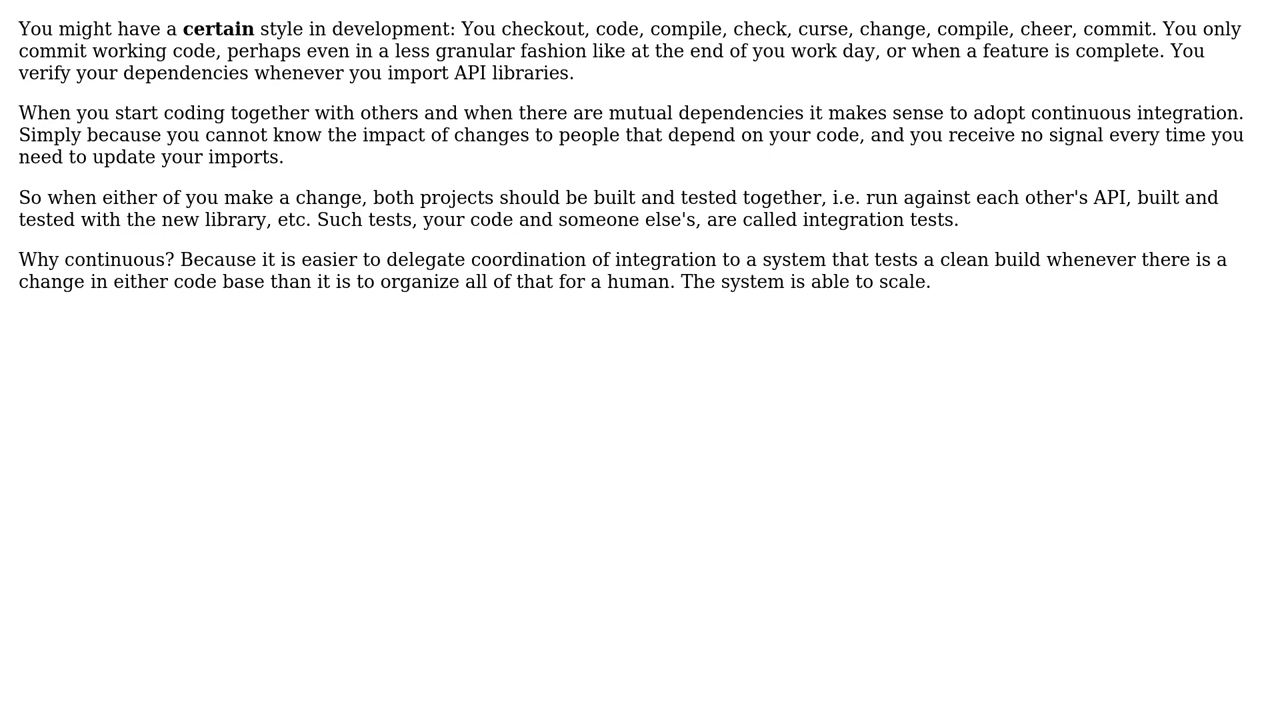 You might have a certain style in development: You checkout, code, compile, check, curse, change, compile, cheer, commit. You only
commit working code, perhaps even in a less granular fashion like at the end of you work day, or when a feature is complete. You
verify your dependencies whenever you import API libraries.
When you start coding together with others and when there are mutual dependencies it makes sense to adopt continuous integration.
Simply because you cannot know the impact of changes to people that depend on your code, and you receive no signal every time you
need to update your imports.
So when either of you make a change, both projects should be built and tested together, i.e. run against each other's API, built and
tested with the new library, etc. Such tests, your code and someone else's, are called integration tests.
Why continuous? Because it is easier to delegate coordination of integration to a system that tests a clean build whenever there is a
change in either code base than it is to organize all of that for a human. The system is able to scale.